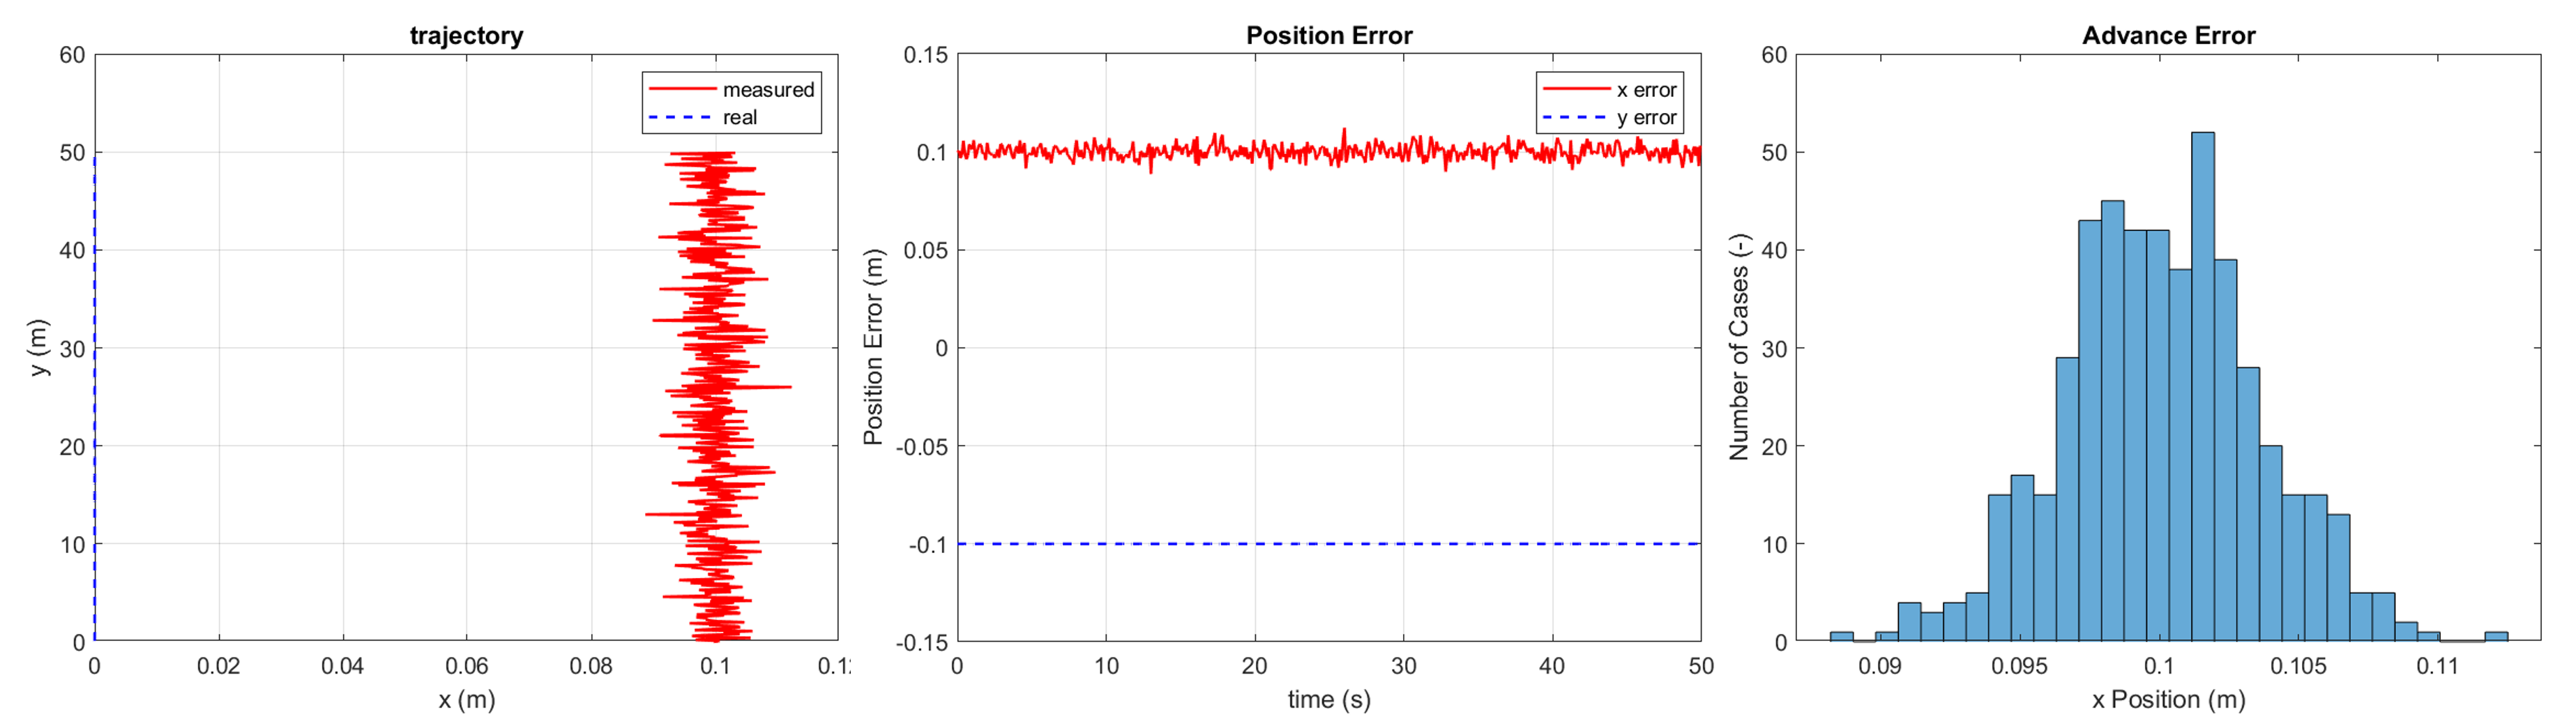 trajectory
60
50
40
30
20
10
0
y (m)
measured
real
0 0.02 0.04 0.06 0.08 0.1
x (m)
Position Error
0.15
0.1
0.05
0
-0.05
-0.1
-0.15
Position Error (m)
x error
y error
0 10 20 30 40 50
time (s)
Advance Error
60
50
40
30
20
10
0
Number of Cases (-)
0.09 0.095 0.1 0.105 0.11
x Position (m)